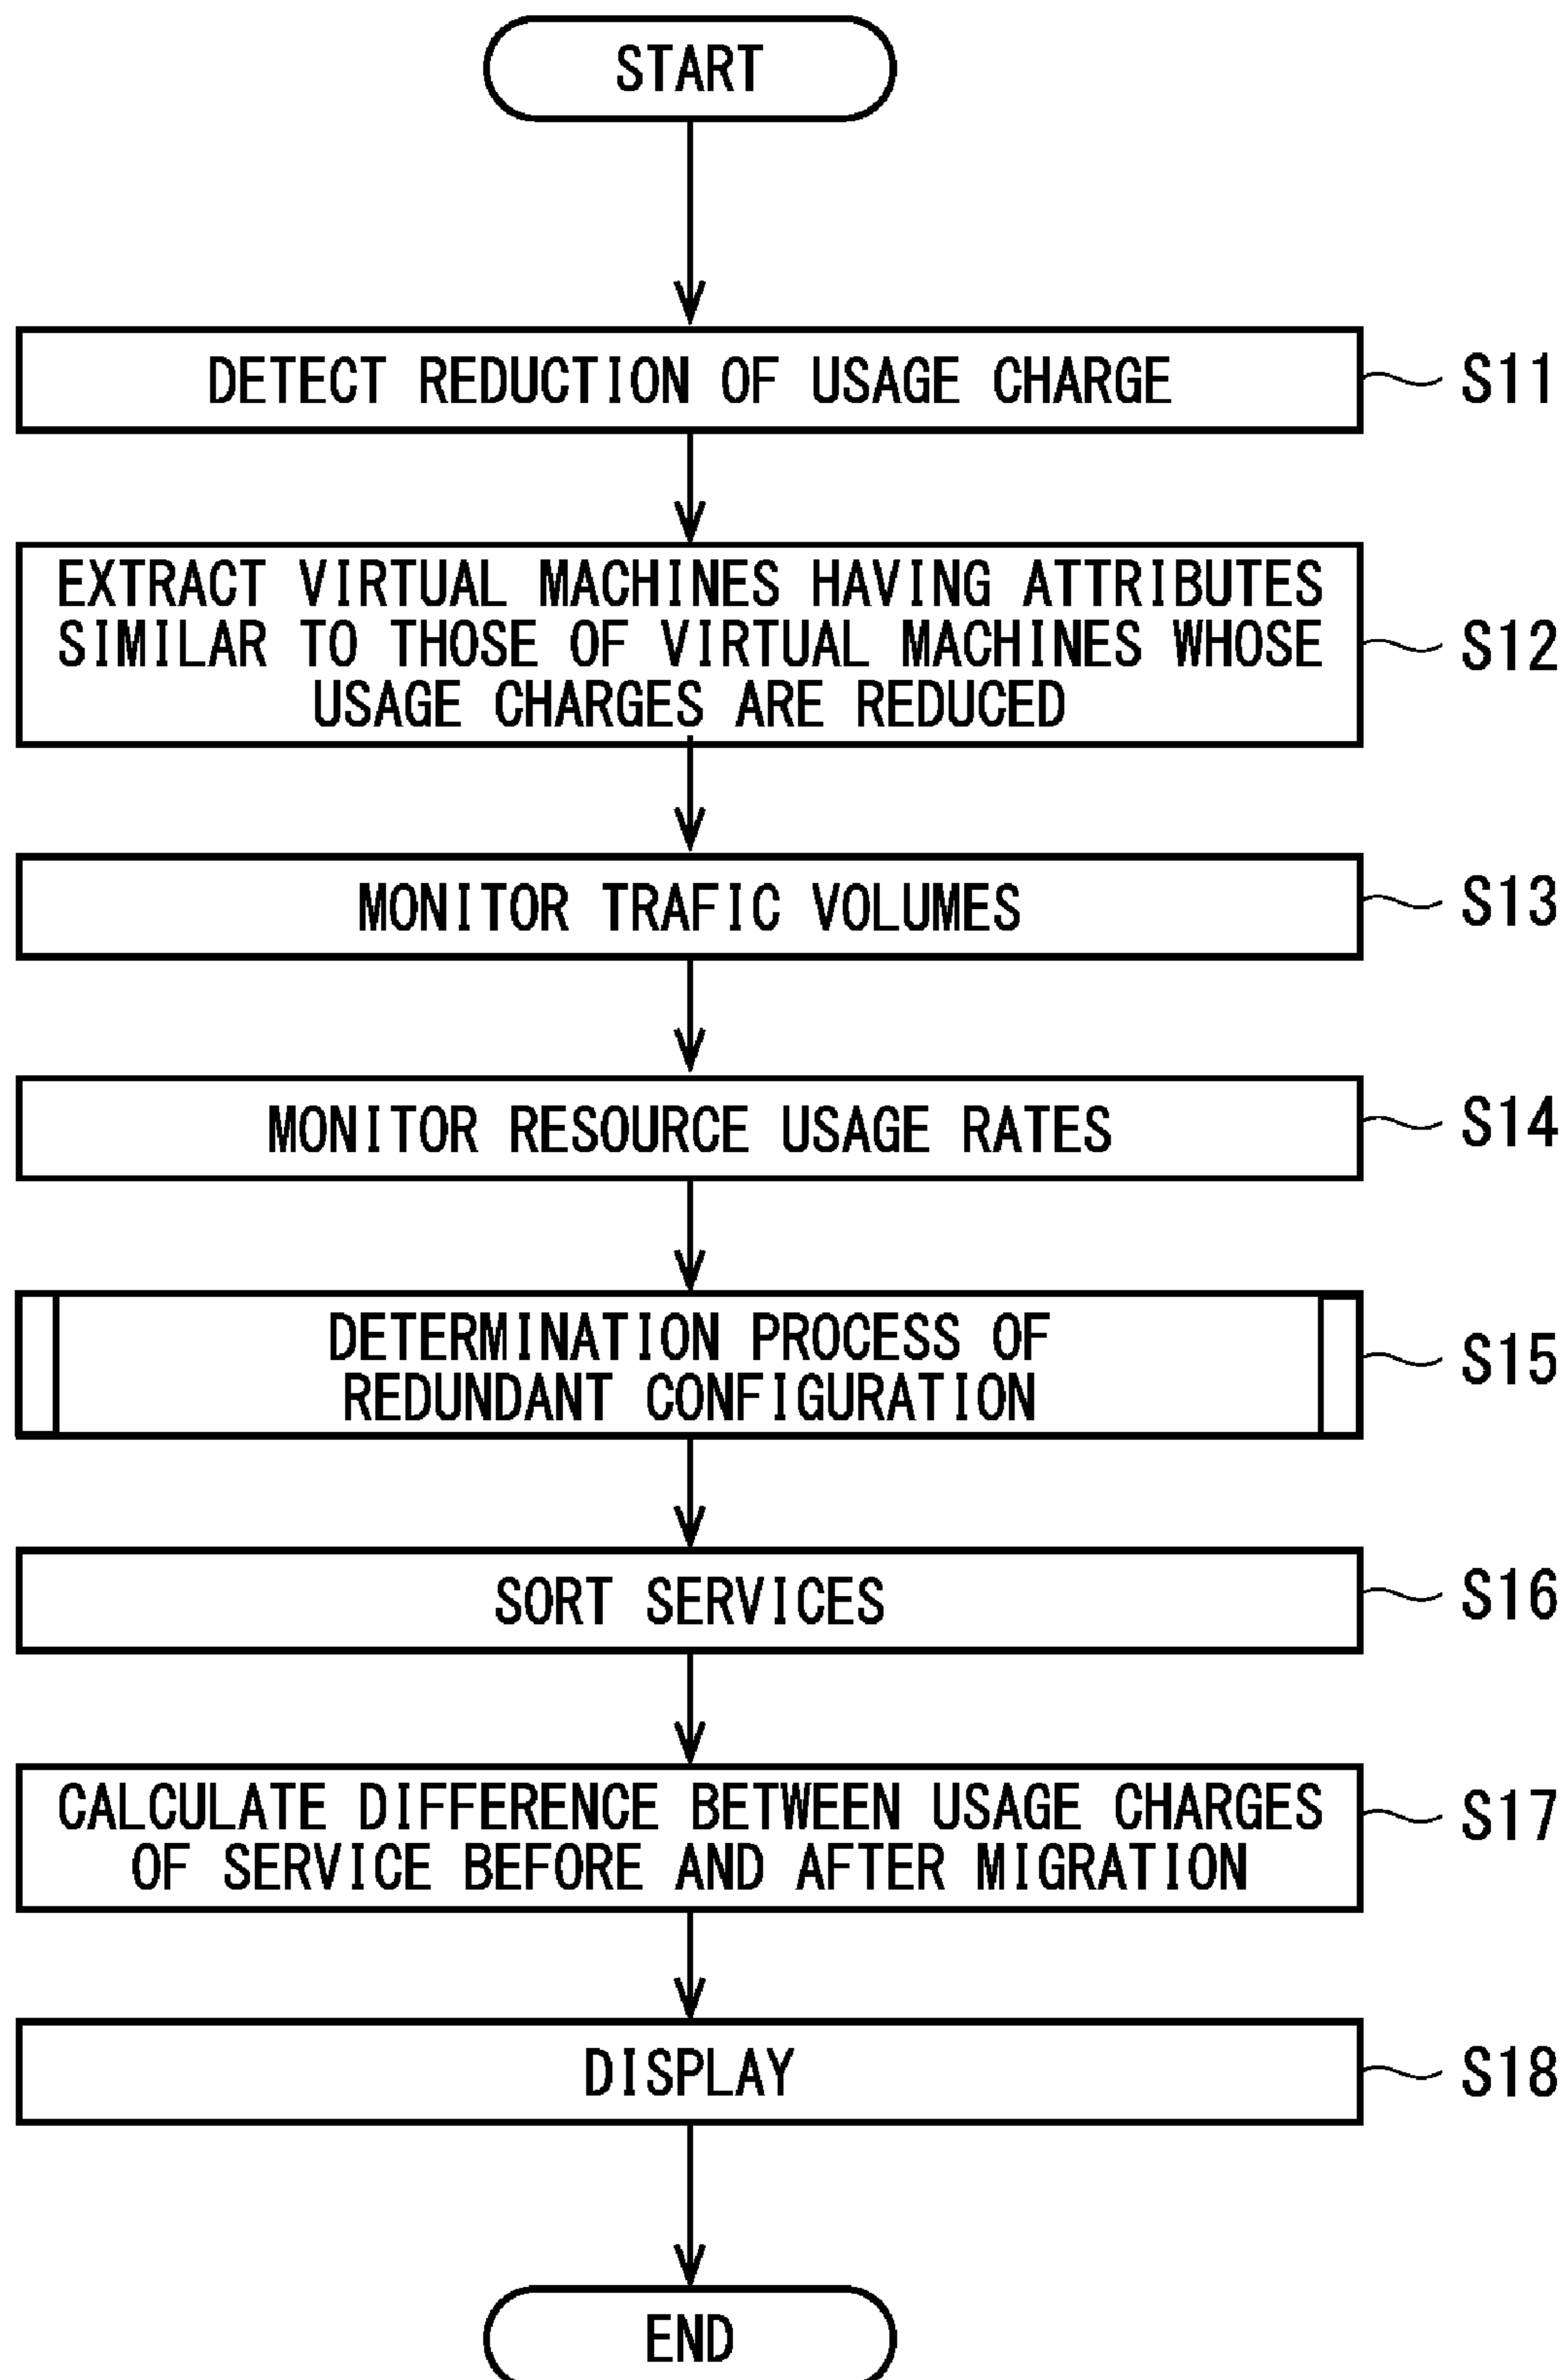 START
DETECT REDUCTION OF USAGE CHARGE
S11
EXTRACT VIRTUAL MACHINES HAVING ATTRIBUTES
SIMILAR TO THOSE OF VIRTUAL MACHINES WHOSE
USAGE CHARGES ARE REDUCED
S12
MONITOR TRAFIC VOLUMES
S13
MONITOR RESOURCE USAGE RATES
S14
DETERMINATION PROCESS OF
REDUNDANT CONFIGURATION
S15
SORT SERVICES
S16
CALCULATE DIFFERENCE BETWEEN USAGE CHARGES
OF SERVICE BEFORE AND AFTER MIGRATION
S17
DISPLAY
S18
END